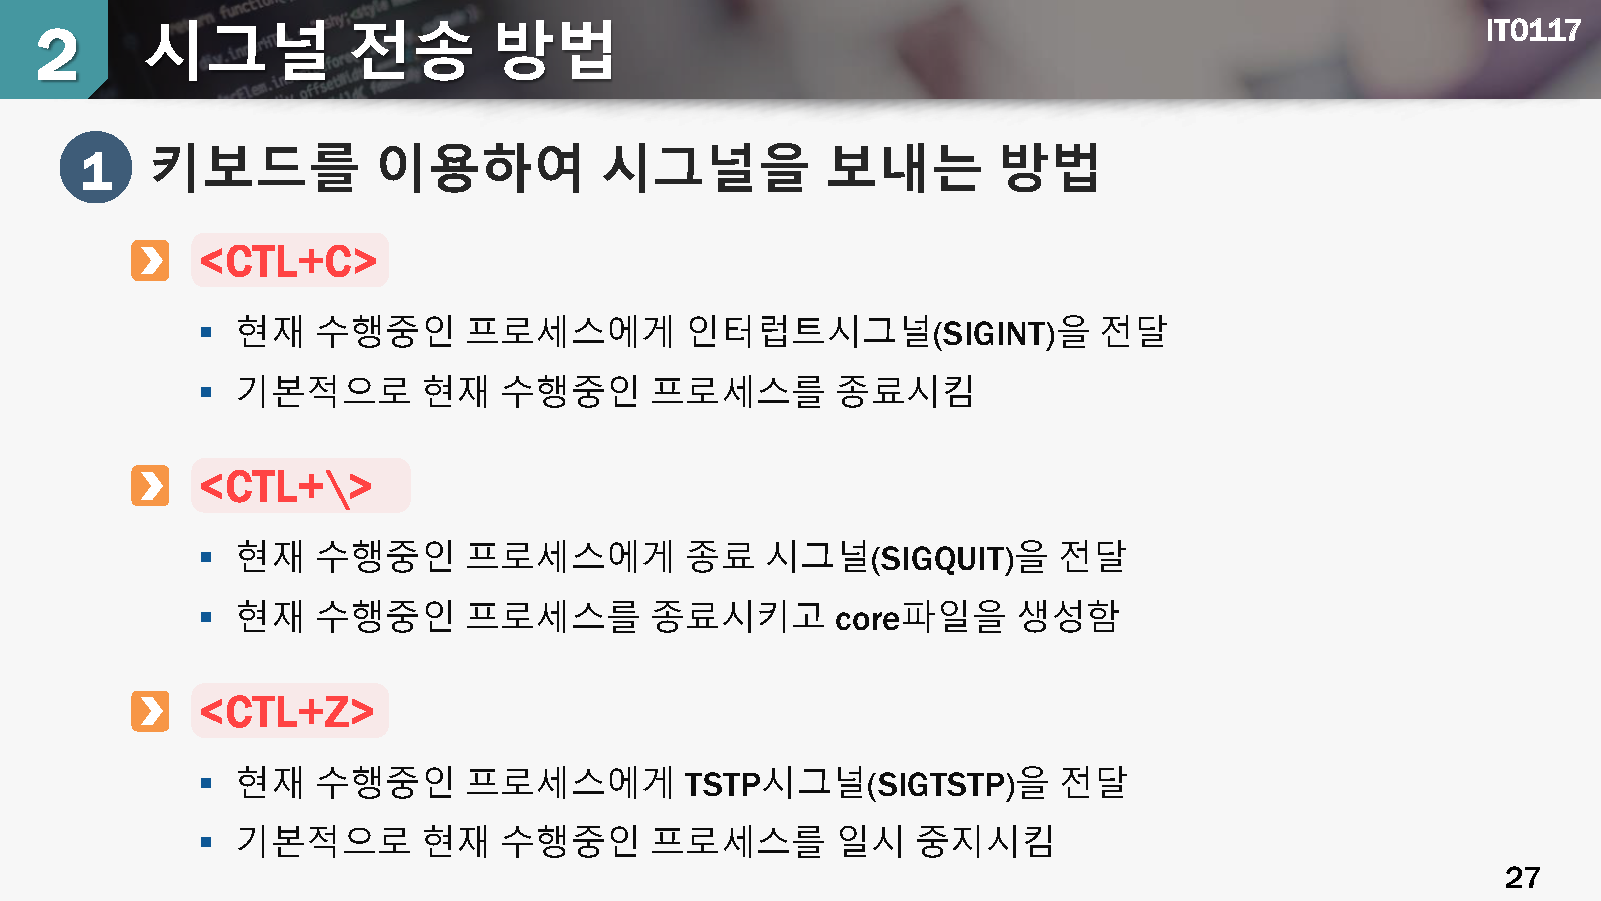 2 시그널 전송 방법
IT0117
1 키보드를 이용하여 시그널을 보내는 방법
<CTL+C>
▪ 현재 수행중인 프로세스에게 인터럽트시그널(SIGINT)을 전달
▪ 기본적으로 현재 수행중인 프로세스를 종료시킴
<CTL+\>
▪ 현재 수행중인 프로세스에게 종료 시그널(SIGQUIT)을 전달
▪ 현재 수행중인 프로세스를 종료시키고 core파일을 생성함
<CTL+Z>
▪ 현재 수행중인 프로세스에게 TSTP시그널(SIGTSTP)을 전달
▪ 기본적으로 현재 수행중인 프로세스를 일시 중지시킴
27